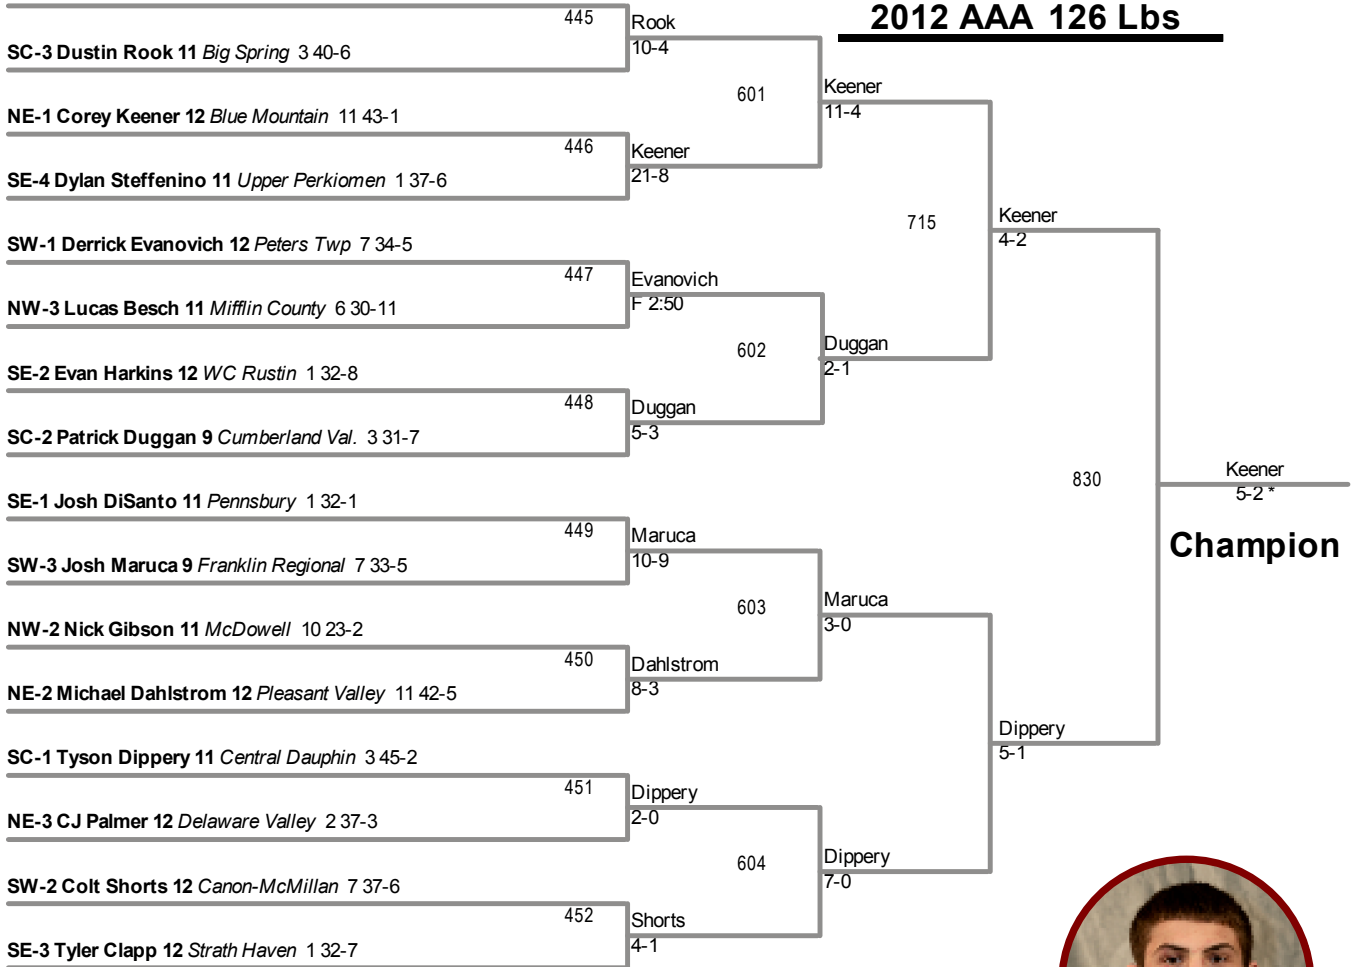 2012 AAA 126 Lbs
445
Rook
10-4
SC-3 Dustin Rook 11 Big Spring 3 40-6
601
Keener
11-4
NE-1 Corey Keener 12 Blue Mountain 11 43-1
446
Keener
21-8
SE-4 Dylan Steffenino 11 Upper Perkiomen 1 37-6
715
Keener
4-2
SW-1 Derrick Evanovich 12 Peters Twp 7 34-5
447
Evanovich
F 2:50
NW-3 Lucas Besch 11 Mifflin County 6 30-11
602
Duggan
2-1
SE-2 Evan Harkins 12 WC Rustin 1 32-8
448
Duggan
5-3
SC-2 Patrick Duggan 9 Cumberland Val. 3 31-7
830
Keener
5-2 *
Champion
SE-1 Josh DiSanto 11 Pennsbury 1 32-1
449
Maruca
10-9
SW-3 Josh Maruca 9 Franklin Regional 7 33-5
603
Maruca
3-0
NW-2 Nick Gibson 11 McDowell 10 23-2
450
Dahlstrom
8-3
NE-2 Michael Dahlstrom 12 Pleasant Valley 11 42-5
Dippery
5-1
SC-1 Tyson Dippery 11 Central Dauphin 3 45-2
451
Dippery
2-0
NE-3 CJ Palmer 12 Delaware Valley 2 37-3
604
Dippery
7-0
SW-2 Colt Shorts 12 Canon-McMillan 7 37-6
452
Shorts
4-1
SE-3 Tyler Clapp 12 Strath Haven 1 32-7